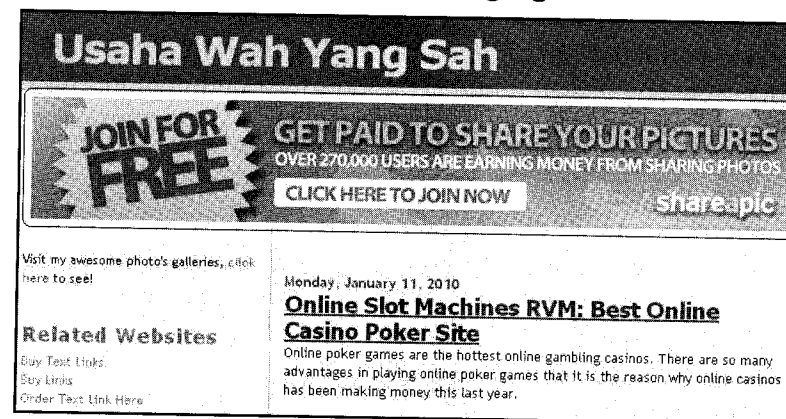 Usaha Wah Yang Sah
JOIN FOR
FREE
GET PAID TO SHARE YOUR PICTURES
OVER 270,000 USERS ARE EARNING MONEY FROM SHARING PHOTOS
CLICK HERE TO JOIN NOW
shareapic
Visit my awesome photo's galleries, click
here to see!
Related Websites
Buy Text Links
Buy Links
Order Text Link Here
Monday, January 11, 2010
Online Slot Machines RVM: Best Online
Casino Poker Site
Online poker games are the hottest online gambling casinos. There are so many
advantages in playing online poker games that it is the reason why online casinos
has been making money this last year.